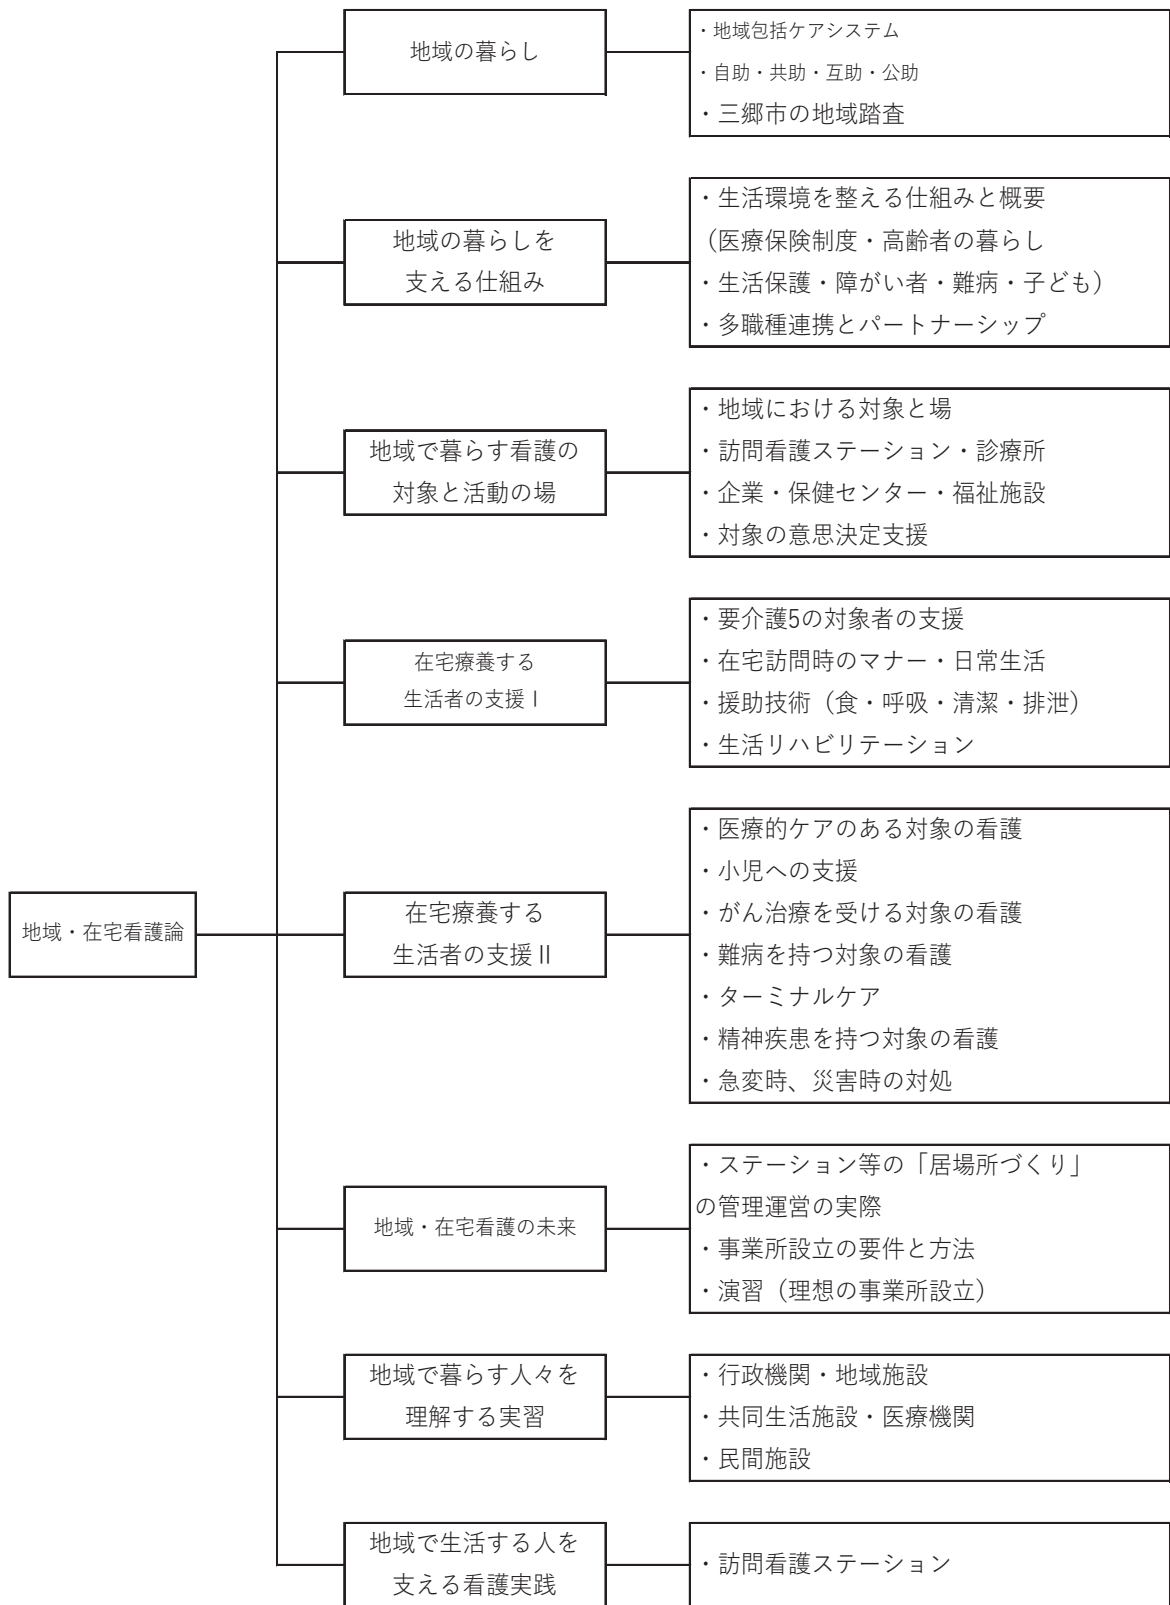 地域の暮らし
・地域包括ケアシステム
・自助・共助・互助・公助
・三郷市の地域踏査
地域の暮らしを
支える仕組み
・生活環境を整える仕組みと概要
（医療保険制度・高齢者の暮らし
・生活保護・障がい者・難病・子ども）
・多職種連携とパートナーシップ
地域で暮らす看護の
対象と活動の場
・地域における対象と場
・訪問看護ステーション・診療所
・企業・保健センター・福祉施設
・対象の意思決定支援
在宅療養する
生活者の支援Ⅰ
・要介護5の対象者の支援
・在宅訪問時のマナー・日常生活
・援助技術（食・呼吸・清潔・排泄）
・生活リハビリテーション
地域・在宅看護論
在宅療養する
生活者の支援Ⅱ
・医療的ケアのある対象の看護
・小児への支援
・がん治療を受ける対象の看護
・難病を持つ対象の看護
・ターミナルケア
・精神疾患を持つ対象の看護
・急変時、災害時の対処
地域・在宅看護の未来
・ステーション等の「居場所づくり」
の管理運営の実際
・事業所設立の要件と方法
・演習（理想の事業所設立）
地域で暮らす人々を
理解する実習
・行政機関・地域施設
・共同生活施設・医療機関
・民間施設
地域で生活する人を
支える看護実践
・訪問看護ステーション